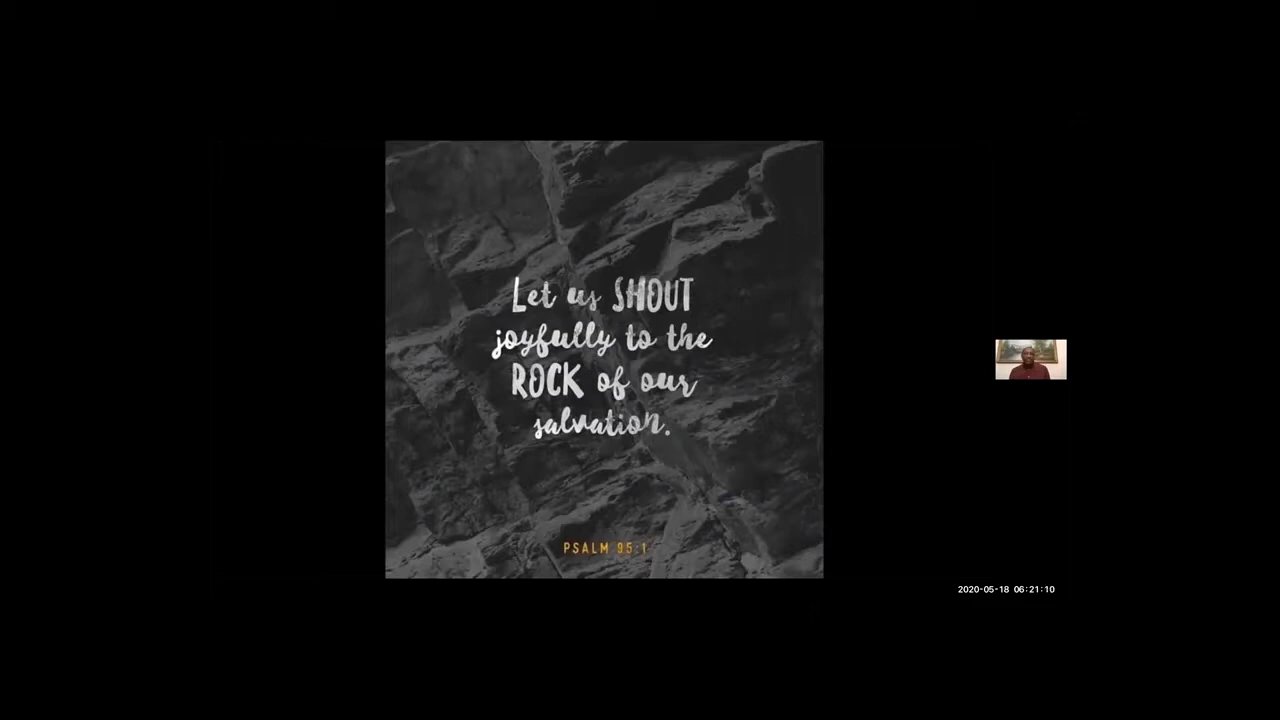 Let us SHOUT
joyfully to the
ROCK of our
salvation.
PSALM 95:1
2020-05-18 06:21:10